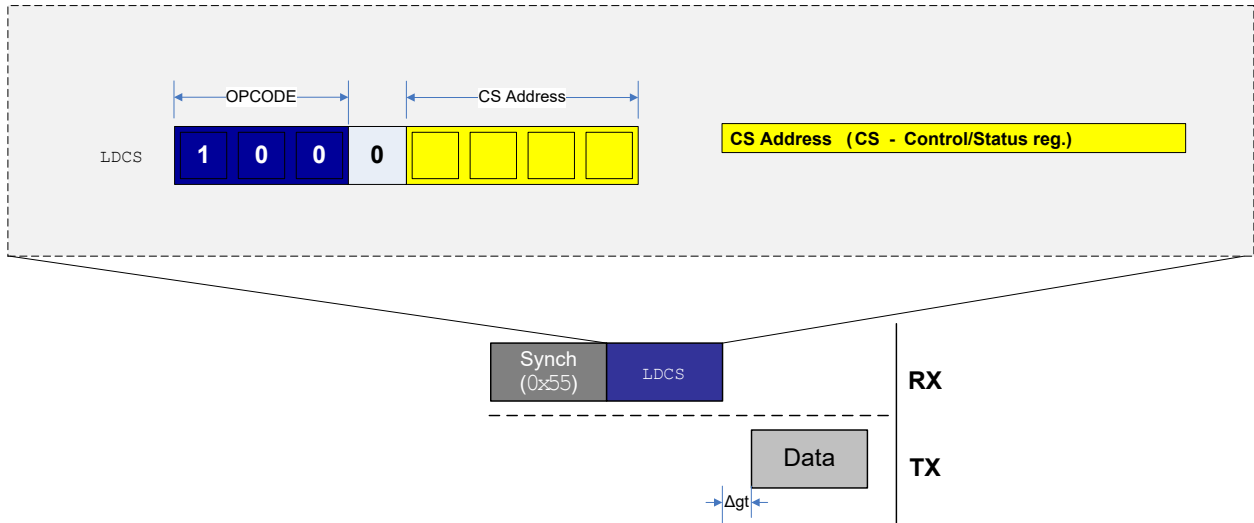 OPCODE CS Address
LDCS 1 0 0 0 CS Address (CS - Control/Status reg.)
Synch
(0x55)
LDCS
RX
Data
TX
Δgt